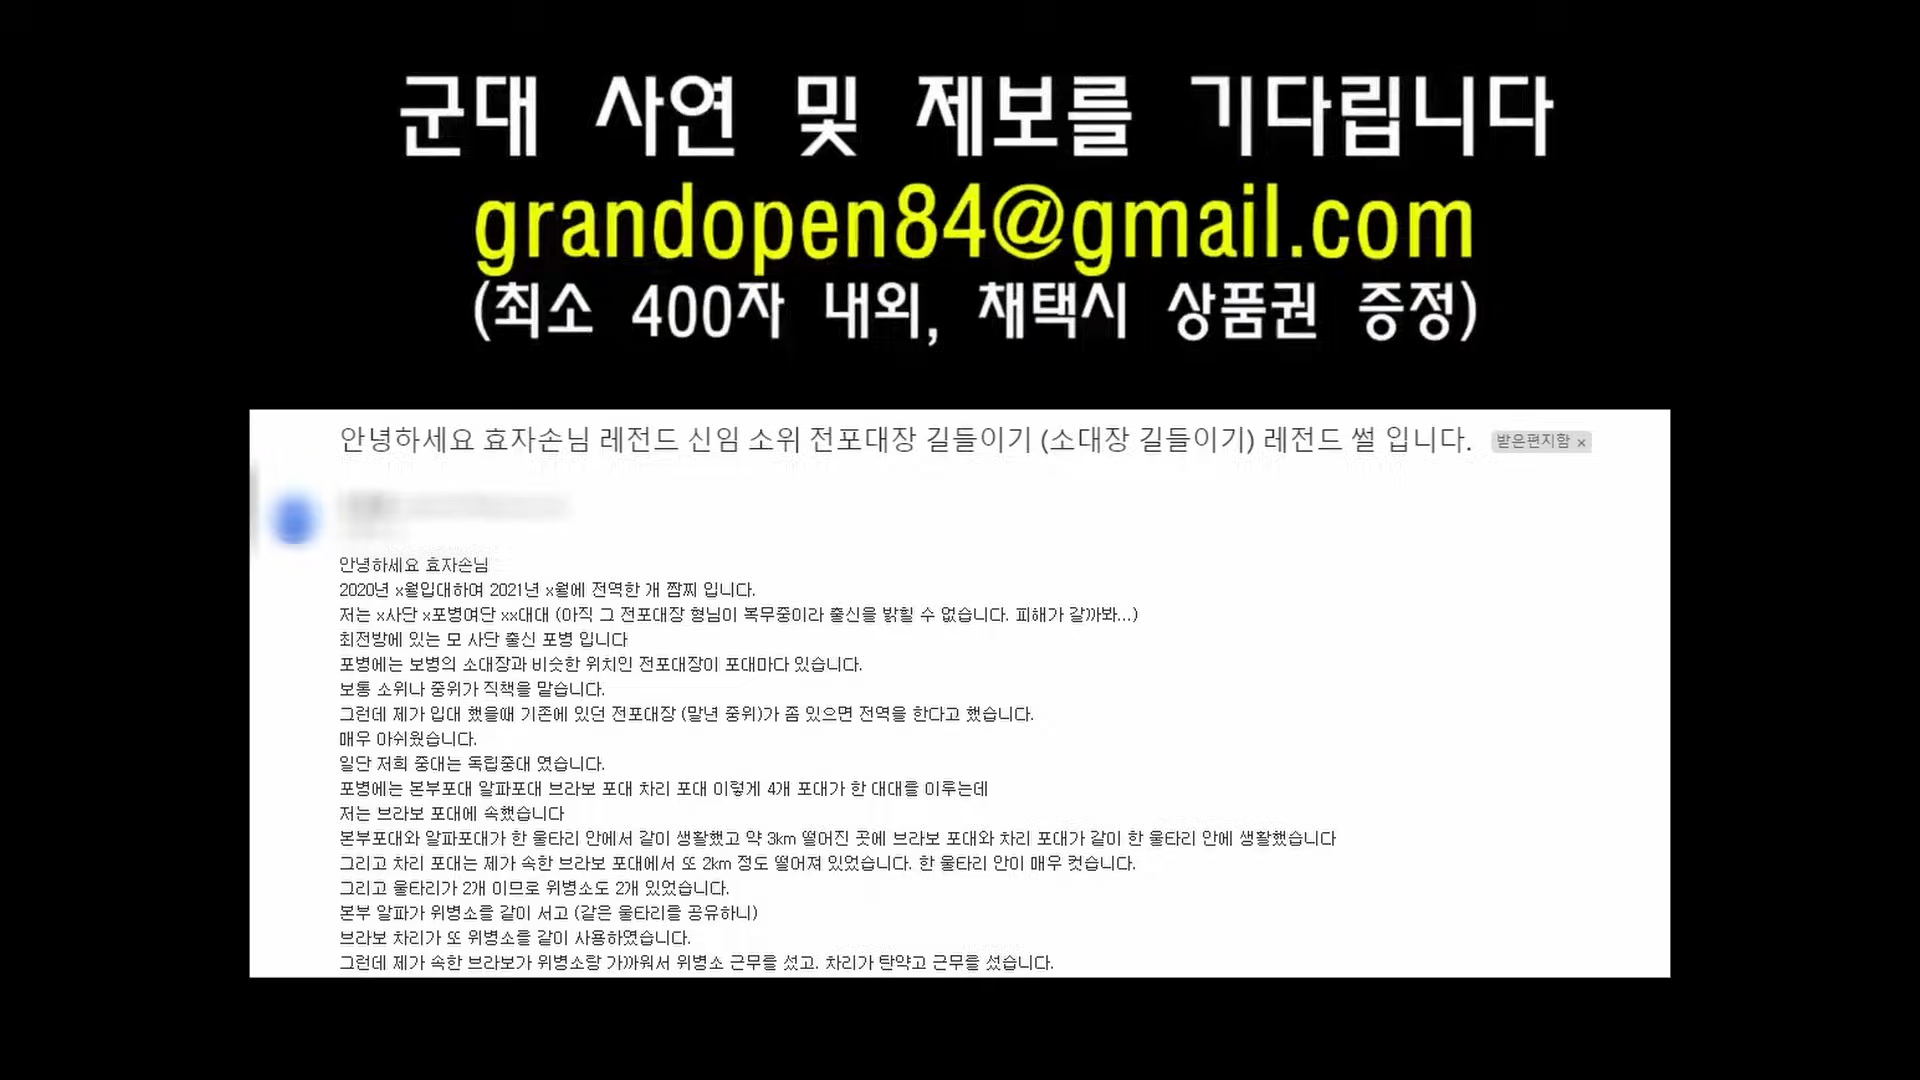 군대 사연 및 제보를 기다립니다
grandopen84@gmail.com
(최소 400자 내외, 채택시 상품권 증정)
안녕하세요 효자손님 레전드 신임 소위 전포대장 길들이기 (소대장 길들이기) 레전드 썰 입니다. 받은편지함 ×
안녕하세요 효자손님
2020년 x월입대하여 2021년 x월에 전역한 개 짬찌 입니다.
저는 x사단 x포병여단 xx대대 (아직 그 전포대장 형님이 복무중이라 출신을 밝힐 수 없습니다. 피해가 갈까봐...)
최전방에 있는 모 사단 출신 포병 입니다
포병에는 보병의 소대장과 비슷한 위치인 전포대장이 포대마다 있습니다.
보통 소위나 중위가 직책을 맡습니다.
그런데 제가 입대 했을때 기존에 있던 전포대장 (말년 중위)가 좀 있으면 전역을 한다고 했습니다.
매우 아쉬웠습니다.
일단 저희 중대는 독립중대 였습니다.
포병에는 본부포대 알파포대 브라보 포대 차리 포대 이렇게 4개 포대가 한 대대를 이루는데
저는 브라보 포대에 속했습니다
본부포대와 알파포대가 한 울타리 안에서 같이 생활했고 약 3km 떨어진 곳에 브라보 포대와 차리 포대가 같이 한 울타리 안에 생활했습니다
그리고 차리 포대는 제가 속한 브라보 포대에서 또 2km 정도 떨어져 있었습니다. 한 울타리 안이 매우 컷습니다.
그리고 울타리가 2개 이므로 위병소도 2개 있었습니다.
본부 알파가 위병소를 같이 서고 (같은 울타리를 공유하니)
브라보 차리가 또 위병소를 같이 사용하였습니다.
그런데 제가 속한 브라보가 위병소랑 가까워서 위병소 근무를 섰고. 차리가 탄약고 근무를 섰습니다.